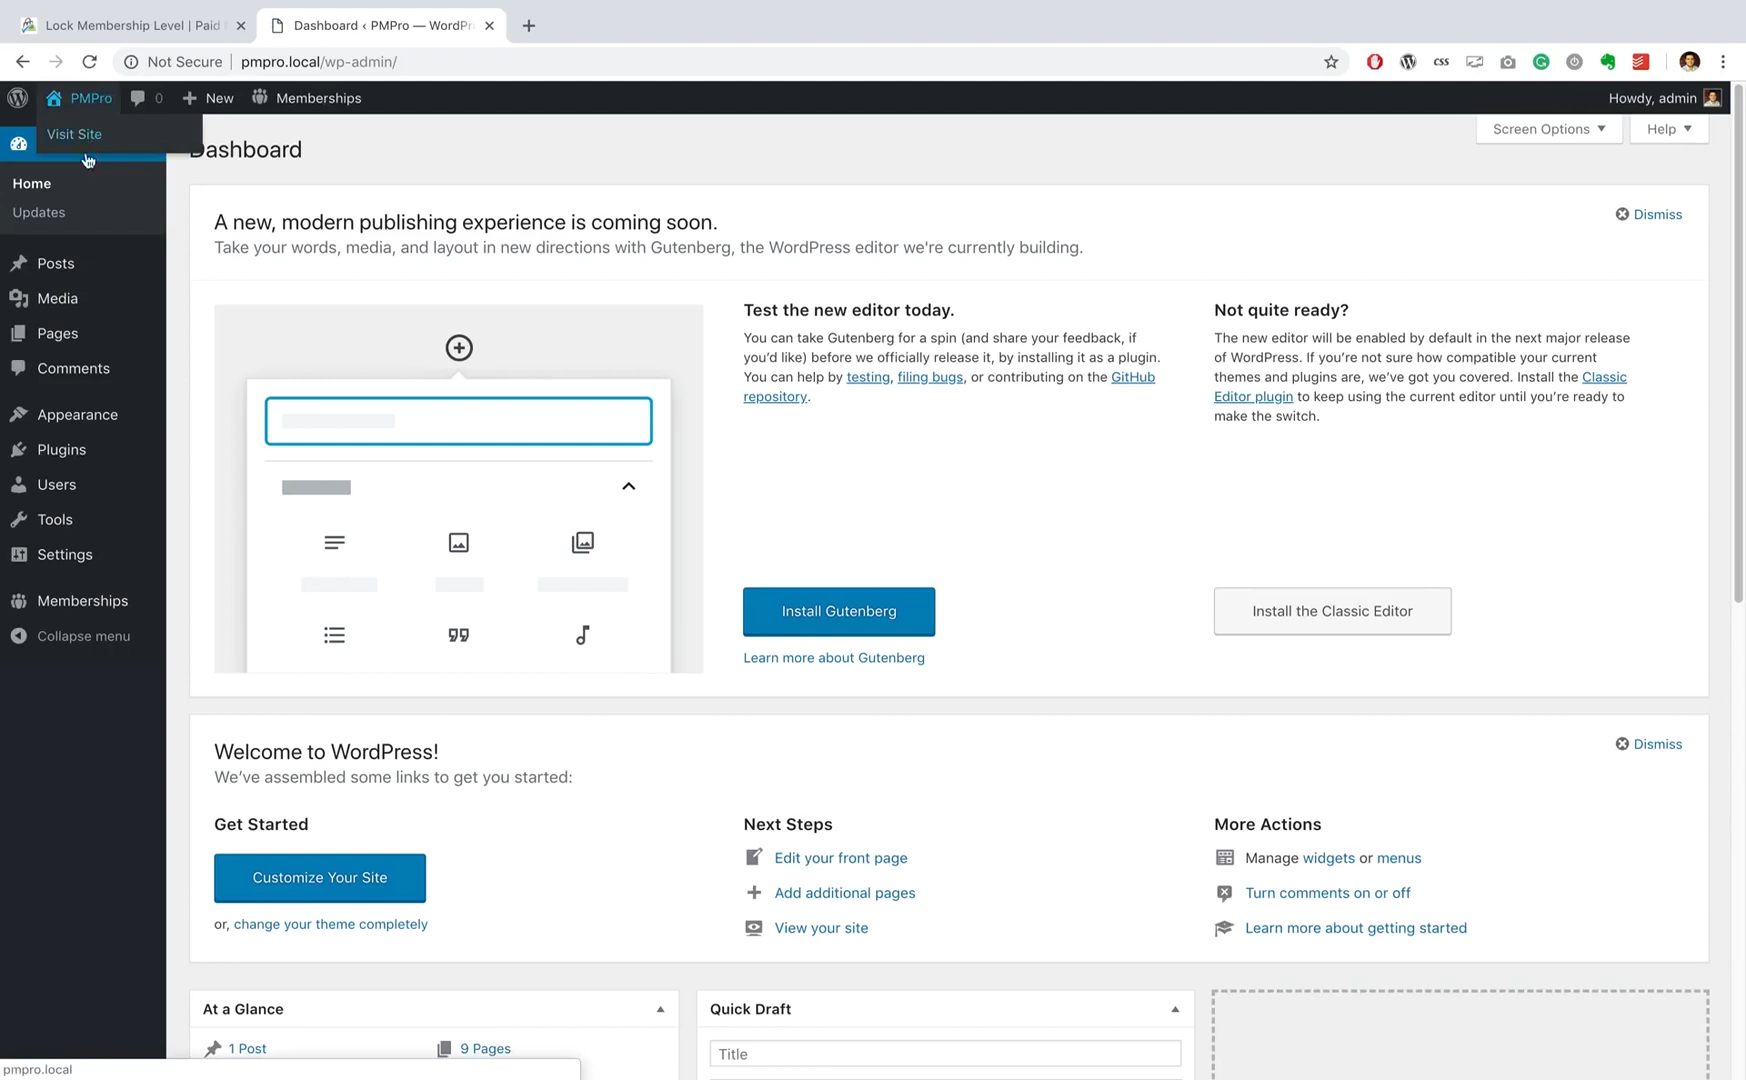 Lock Membership Level | Paid
Dashboard ‹ PMPro — WordPr
Not Secure
pmpro.local/wp-admin/
css
PMPro
0
New
Memberships
Howdy, admin
Visit Site
Screen Options
Help
Dashboard
Home
Updates
Posts
Media
Pages
Comments
Appearance
Plugins
Users
Tools
Settings
Memberships
Collapse menu
A new, modern publishing experience is coming soon.
Dismiss
Take your words, media, and layout in new directions with Gutenberg, the WordPress editor we're currently building.
Test the new editor today.
You can take Gutenberg for a spin (and share your feedback, if
you'd like) before we officially release it, by installing it as a plugin.
You can help by testing, filing bugs, or contributing on the GitHub
repository.
Install Gutenberg
Learn more about Gutenberg
Not quite ready?
The new editor will be enabled by default in the next major release
of WordPress. If you're not sure how compatible your current
themes and plugins are, we've got you covered. Install the Classic
Editor plugin to keep using the current editor until you're ready to
make the switch.
Install the Classic Editor
Welcome to WordPress!
Dismiss
We've assembled some links to get you started:
Get Started
Customize Your Site
or, change your theme completely
Next Steps
Edit your front page
Add additional pages
View your site
More Actions
Manage widgets or menus
Turn comments on or off
Learn more about getting started
At a Glance
1 Post
9 Pages
Quick Draft
Title
pmpro.local